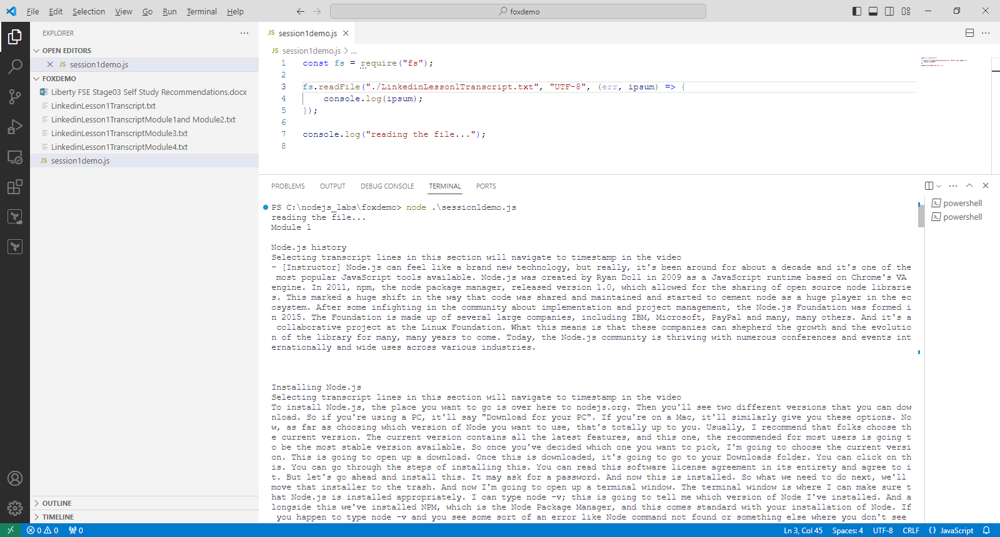 File Edit Selection View Go Run Terminal Help
foxdemo
EXPLORER
OPEN EDITORS
JS session1demo.js
FOXDEMO
Liberty FSE Stage03 Self Study Recommendations.docx
LinkedinLesson1Transcript.txt
LinkedinLesson1TranscriptModule1and Module2.txt
LinkedinLesson1TranscriptModule3.txt
LinkedinLesson1TranscriptModule4.txt
JS session1demo.js
OUTLINE
TIMELINE
JS session1demo.js
JS session1demo.js > ...
1 const fs = require("fs");
2
3 fs.readFile("./LinkedinLesson1Transcript.txt", "UTF-8", (err, ipsum) => {
4 console.log(ipsum);
5 });
6
7 console.log("reading the file...");
8
PROBLEMS OUTPUT DEBUG CONSOLE TERMINAL PORTS
powershell
powershell
PS C:\nodejs_labs\foxdemo> node .\session1demo.js
reading the file...
Module 1
Node.js history
Selecting transcript lines in this section will navigate to timestamp in the video
- [Instructor] Node.js can feel like a brand new technology, but really, it's been around for about a decade and it's one of the
most popular JavaScript tools available. Node.js was created by Ryan Doll in 2009 as a JavaScript runtime based on Chrome's VA
engine. In 2011, npm, the node package manager, released version 1.0, which allowed for the sharing of open source node librarie
s. This marked a huge shift in the way that code was shared and maintained and started to cement node as a huge player in the ec
osystem. After some infighting in the community about implementation and project management, the Node.js Foundation was formed i
n 2015. The Foundation is made up of several large companies, including IBM, Microsoft, PayPal and many, many others. And it's a
collaborative project at the Linux Foundation. What this means is that these companies can shepherd the growth and the evolutio
n of the library for many, many years to come. Today, the Node.js community is thriving with numerous conferences and events int
ernationally and wide uses across various industries.
Installing Node.js
Selecting transcript lines in this section will navigate to timestamp in the video
To install Node.js, the place you want to go is over here to nodejs.org. Then you'll see two different versions that you can dow
nload. So if you're using a PC, it'll say "Download for your PC". If you're on a Mac, it'll similarly give you these options. No
w, as far as choosing which version of Node you want to use, that's totally up to you. Usually, I recommend that folks choose th
e current version. The current version contains all the latest features, and this one, the recommended for most users is going t
o be the most stable version available. So once you've decided which one you want to pick, I'm going to choose the current versi
on. This is going to open up a download. Once this is downloaded, it's going to go to your Downloads folder. You can click on th
is. You can go through the steps of installing this. You can read this software license agreement in its entirety and agree to i
t. But let's go ahead and install this. It may ask for a password. And now this is installed. So what we need to do next, we'll
move that installer to the trash. And now I'm going to open up a terminal window. The terminal window is where I can make sure t
hat Node.js is installed appropriately. I can type node -v; this is going to tell me which version of Node I've installed. And a
longside this we've installed NPM, which is the Node Package Manager, and this comes standard with your installation of Node. If
you happen to type node -v and you see some sort of an error like Node command not found or something else where you don't see
0 0 0 Ln 3, Col 45 Spaces: 4 UTF-8 CRLF {} JavaScript